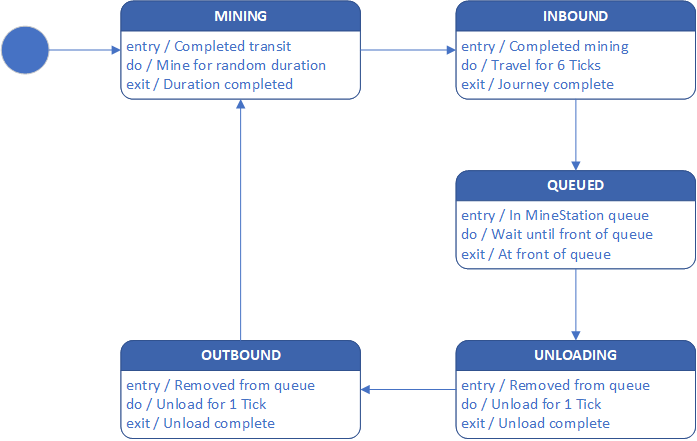 MINING
entry / Completed transit
do / Mine for random duration
exit / Duration completed
INBOUND
entry / Completed mining
do / Travel for 6 Ticks
exit / Journey complete
QUEUED
entry / In MineStation queue
do / Wait until front of queue
exit / At front of queue
OUTBOUND
entry / Removed from queue
do / Unload for 1 Tick
exit / Unload complete
UNLOADING
entry / Removed from queue
do / Unload for 1 Tick
exit / Unload complete